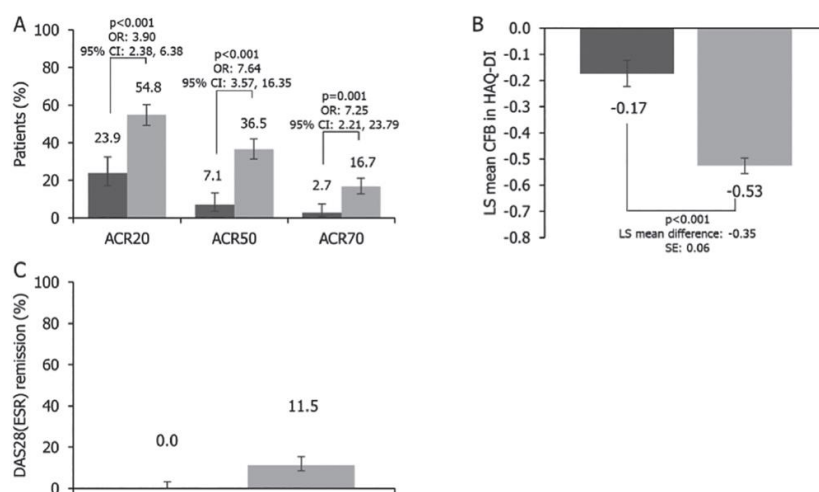 A
100
80
60
40
20
0
Patients (%)
p<0.001
OR: 3.90
95% CI: 2.38, 6.38
23.9
54.8
p<0.001
OR: 7.64
95% CI: 3.57, 16.35
7.1
36.5
p=0.001
OR: 7.25
95% CI: 2.21, 23.79
2.7
16.7
ACR20
ACR50
ACR70
B
0.0
-0.1
-0.2
-0.3
-0.4
-0.5
-0.6
-0.7
-0.8
LS mean CFB in HAQ-DI
-0.17
-0.53
p<0.001
LS mean difference: -0.35
SE: 0.06
C
100
80
60
40
20
0
DAS28(ESR) remission (%)
0.0
11.5